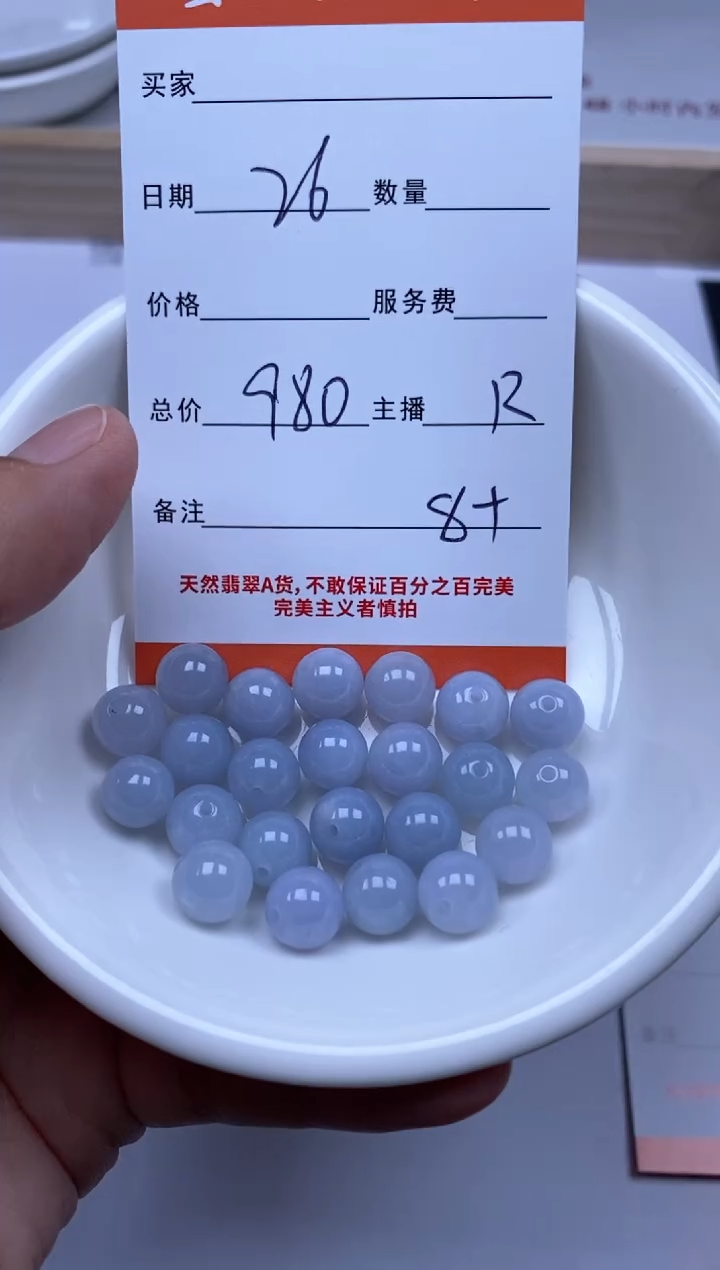 买家
日期 26 数量
价格 服务费
总价 980 主播 R
备注 8+
天然翡翠A货,不敢保证百分之百完美
完美主义者慎拍